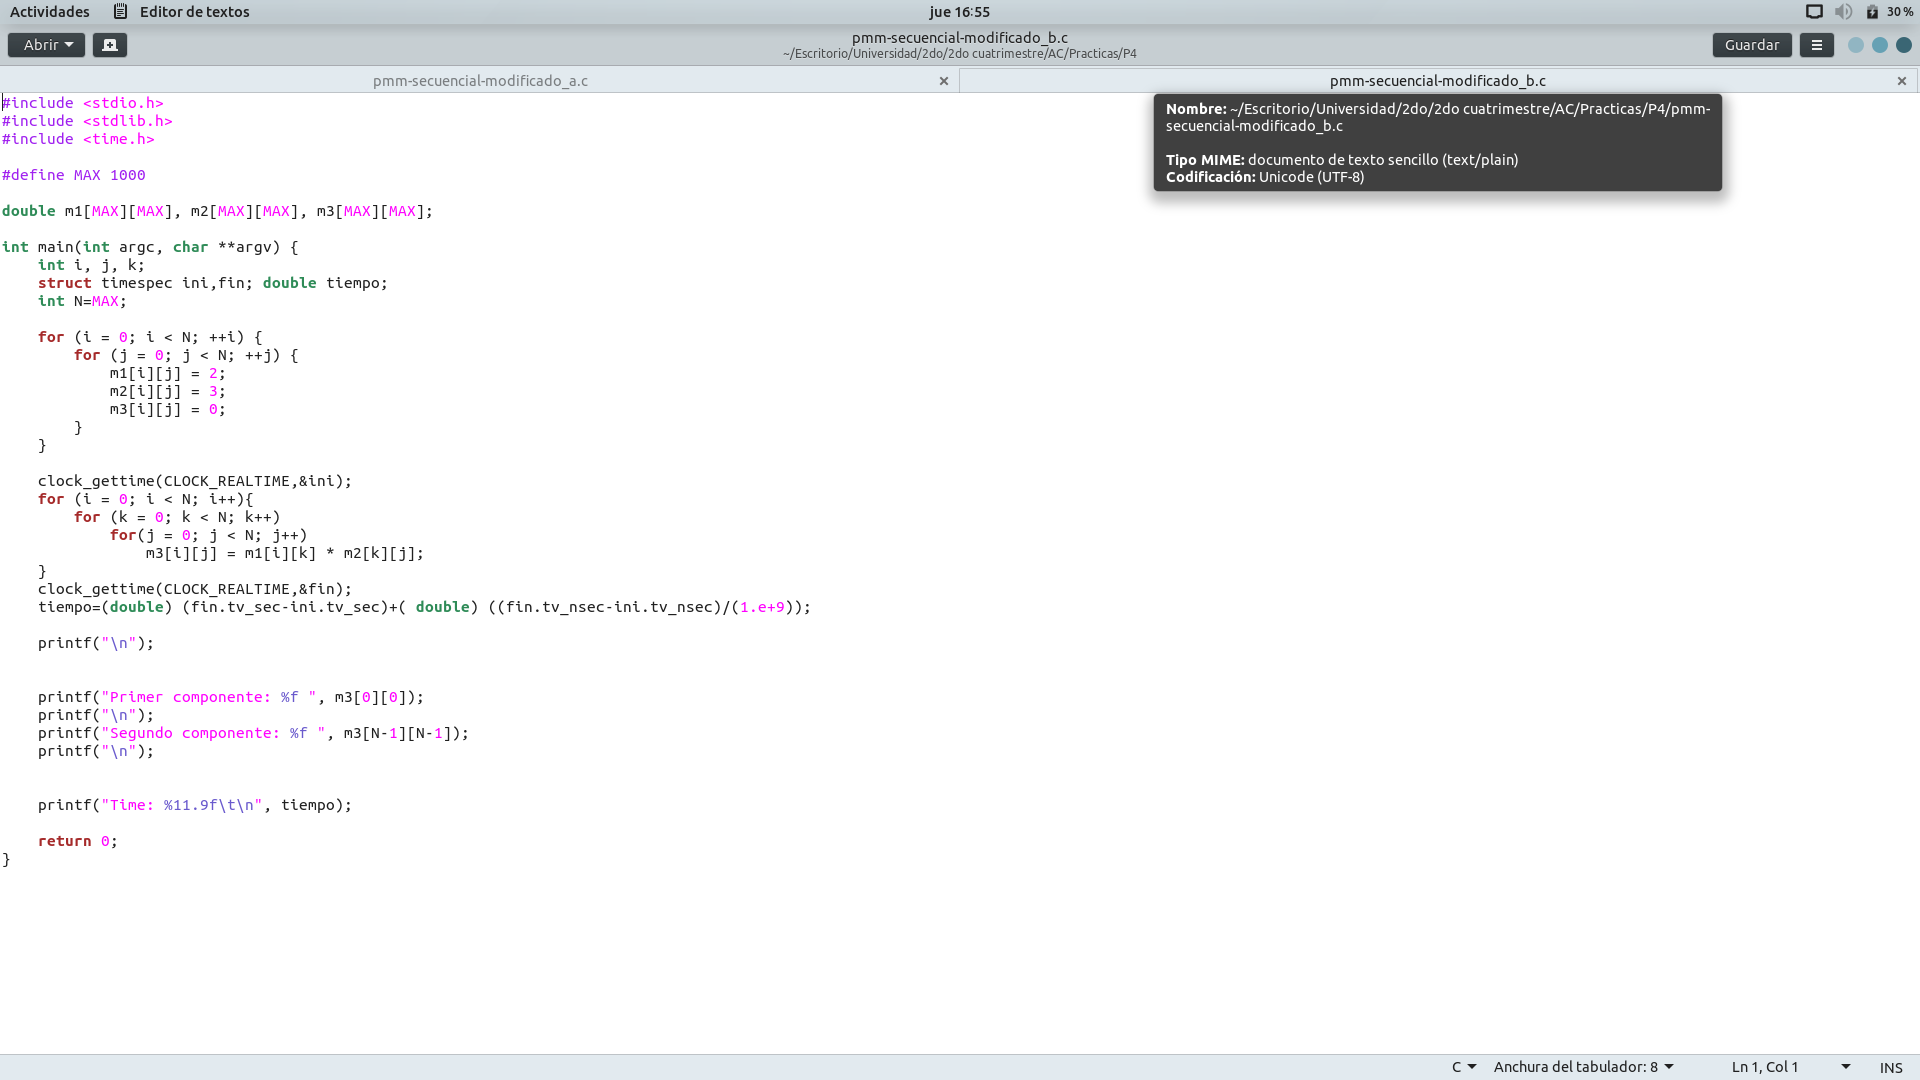 Actividades Editor de textos jue 16:55 30 %
Abrir pmm-secuencial-modificado_b.c Guardar
~/Escritorio/Universidad/2do/2do cuatrimestre/AC/Practicas/P4
pmm-secuencial-modificado_a.c × pmm-secuencial-modificado_b.c ×
Nombre: ~/Escritorio/Universidad/2do/2do cuatrimestre/AC/Practicas/P4/pmm-
secuencial-modificado_b.c
Tipo MIME: documento de texto sencillo (text/plain)
Codificación: Unicode (UTF-8)
#include <stdio.h>
#include <stdlib.h>
#include <time.h>

#define MAX 1000

double m1[MAX][MAX], m2[MAX][MAX], m3[MAX][MAX];

int main(int argc, char **argv) {
    int i, j, k;
    struct timespec ini,fin; double tiempo;
    int N=MAX;

    for (i = 0; i < N; ++i) {
        for (j = 0; j < N; ++j) {
            m1[i][j] = 2;
            m2[i][j] = 3;
            m3[i][j] = 0;
        }
    }

    clock_gettime(CLOCK_REALTIME,&ini);
    for (i = 0; i < N; i++){
        for (k = 0; k < N; k++)
            for(j = 0; j < N; j++)
                m3[i][j] = m1[i][k] * m2[k][j];
    }
    clock_gettime(CLOCK_REALTIME,&fin);
    tiempo=(double) (fin.tv_sec-ini.tv_sec)+( double) ((fin.tv_nsec-ini.tv_nsec)/(1.e+9));

    printf("\n");

    printf("Primer componente: %f ", m3[0][0]);
    printf("\n");
    printf("Segundo componente: %f ", m3[N-1][N-1]);
    printf("\n");

    printf("Time: %11.9f\t\n", tiempo);

    return 0;
}
C Anchura del tabulador: 8 Ln 1, Col 1 INS